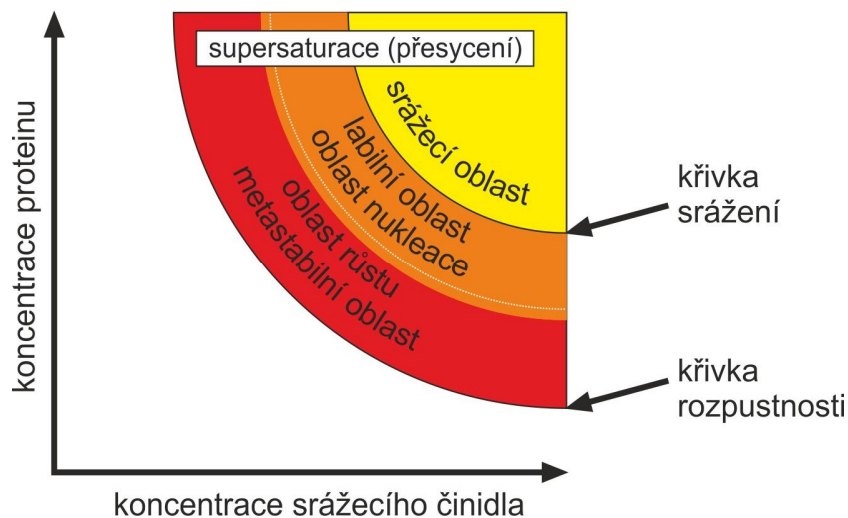 supersaturace (přesycení)
srážecí oblast
labilní oblast
oblast nukleace
oblast růstu
metastabilní oblast
křivka
srážení
křivka
rozpustnosti
koncentrace proteinu
koncentrace srážecího činidla